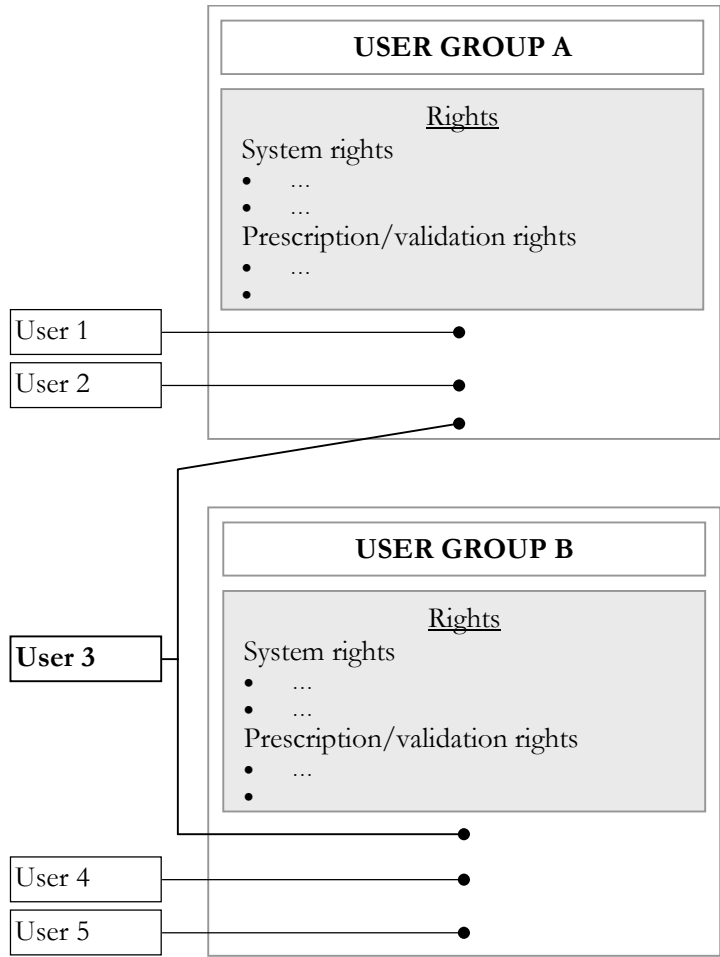 USER GROUP A
Rights
System rights
• …
• …
Prescription/validation rights
• …
•
User 1
User 2
USER GROUP B
Rights
User 3
System rights
• …
• …
Prescription/validation rights
• …
•
User 4
User 5